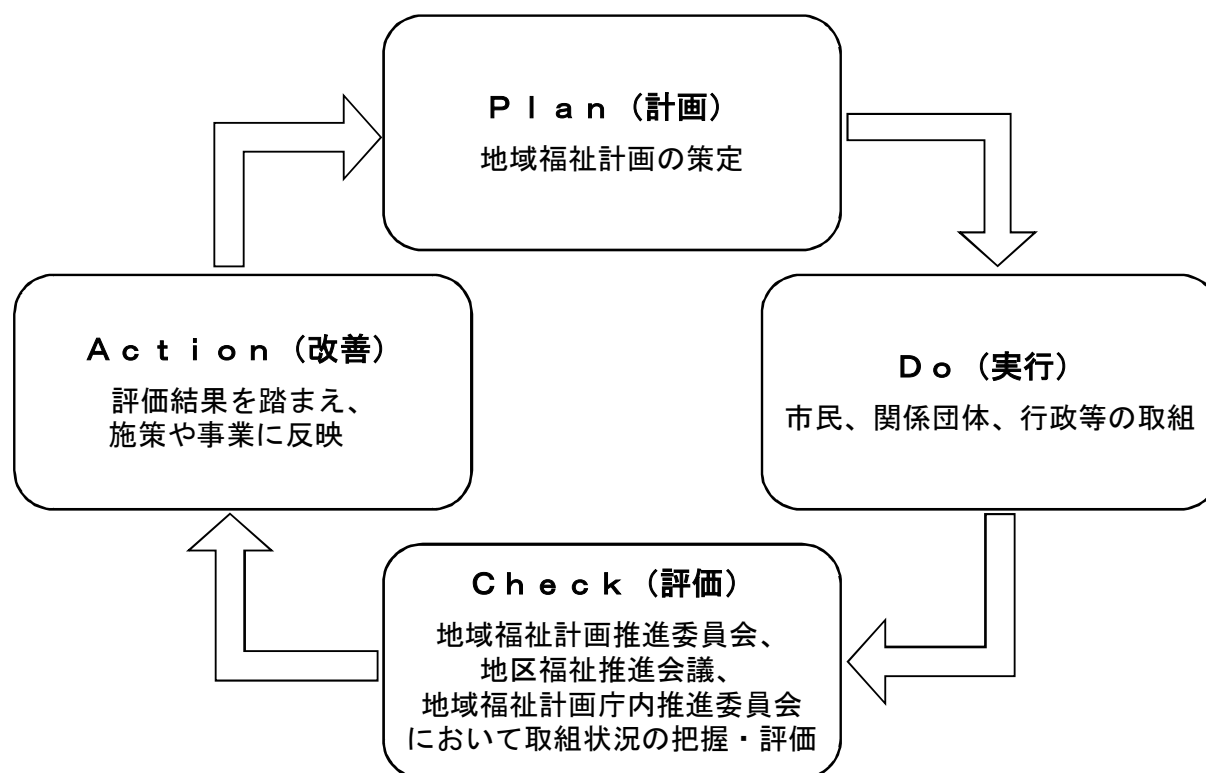 Ｐｌａｎ（計画）
地域福祉計画の策定
Ｄｏ（実行）
市民、関係団体、行政等の取組
Ｃｈｅｃｋ（評価）
地域福祉計画推進委員会、
地区福祉推進会議、
地域福祉計画庁内推進委員会
において取組状況の把握・評価
Ａｃｔｉｏｎ（改善）
評価結果を踏まえ、
施策や事業に反映